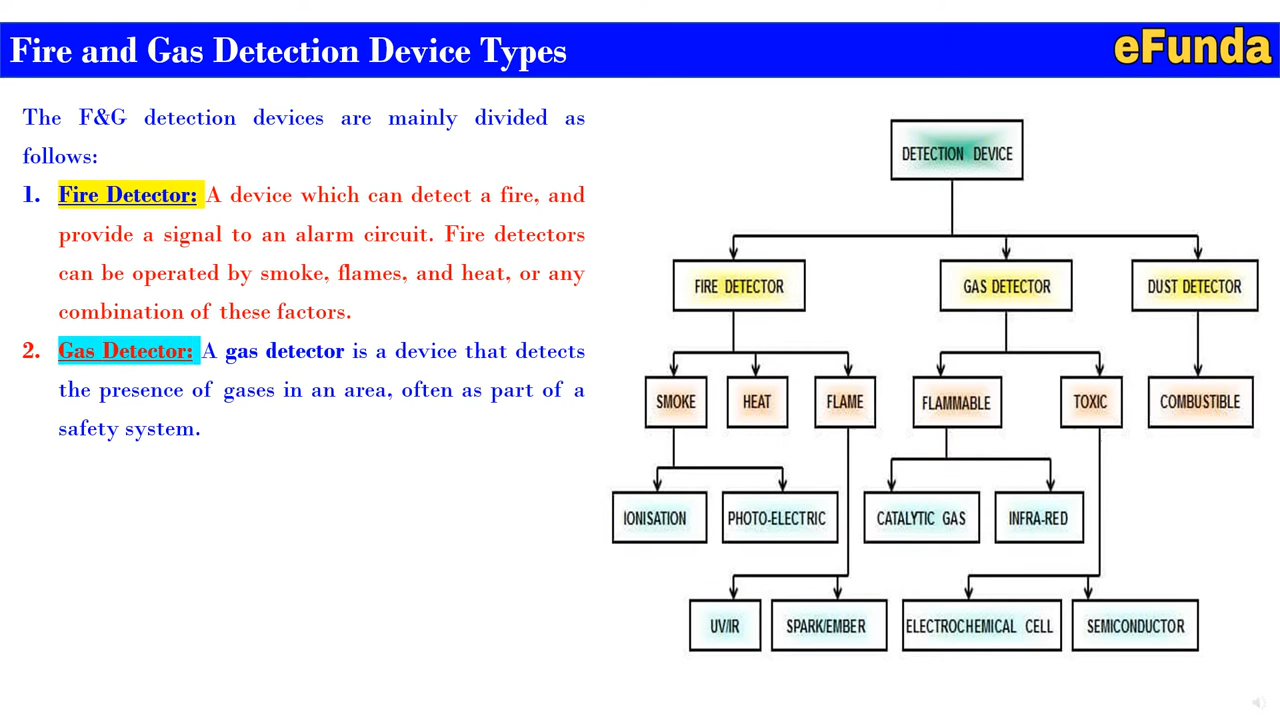 Fire and Gas Detection Device Types
eFunda
The F&G detection devices are mainly divided as
follows:
1. Fire Detector: A device which can detect a fire, and
provide a signal to an alarm circuit. Fire detectors
can be operated by smoke, flames, and heat, or any
combination of these factors.
2. Gas Detector: A gas detector is a device that detects
the presence of gases in an area, often as part of a
safety system.
DETECTION DEVICE
FIRE DETECTOR
GAS DETECTOR
DUST DETECTOR
SMOKE
HEAT
FLAME
FLAMMABLE
TOXIC
COMBUSTIBLE
IONISATION
PHOTO-ELECTRIC
CATALYTIC GAS
INFRA-RED
UV/IR
SPARK/EMBER
ELECTROCHEMICAL CELL
SEMICONDUCTOR